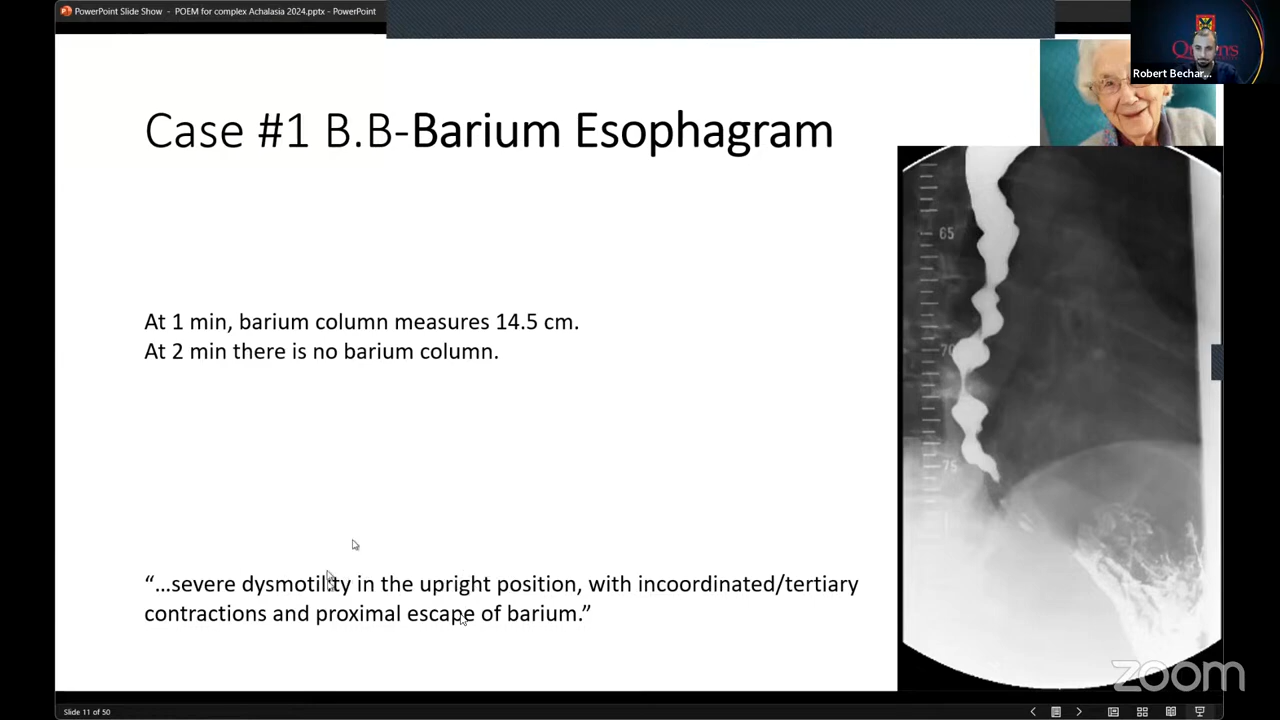 PowerPoint Slide Show - POEM for complex Achalasia 2024.pptx - PowerPoint
Queens
Robert Bechar...
Case #1 B.B-Barium Esophagram
65
70
75
At 1 min, barium column measures 14.5 cm.
At 2 min there is no barium column.
“...severe dysmotility in the upright position, with incoordinated/tertiary
contractions and proximal escape of barium.”
zoom
Slide 11 of 50